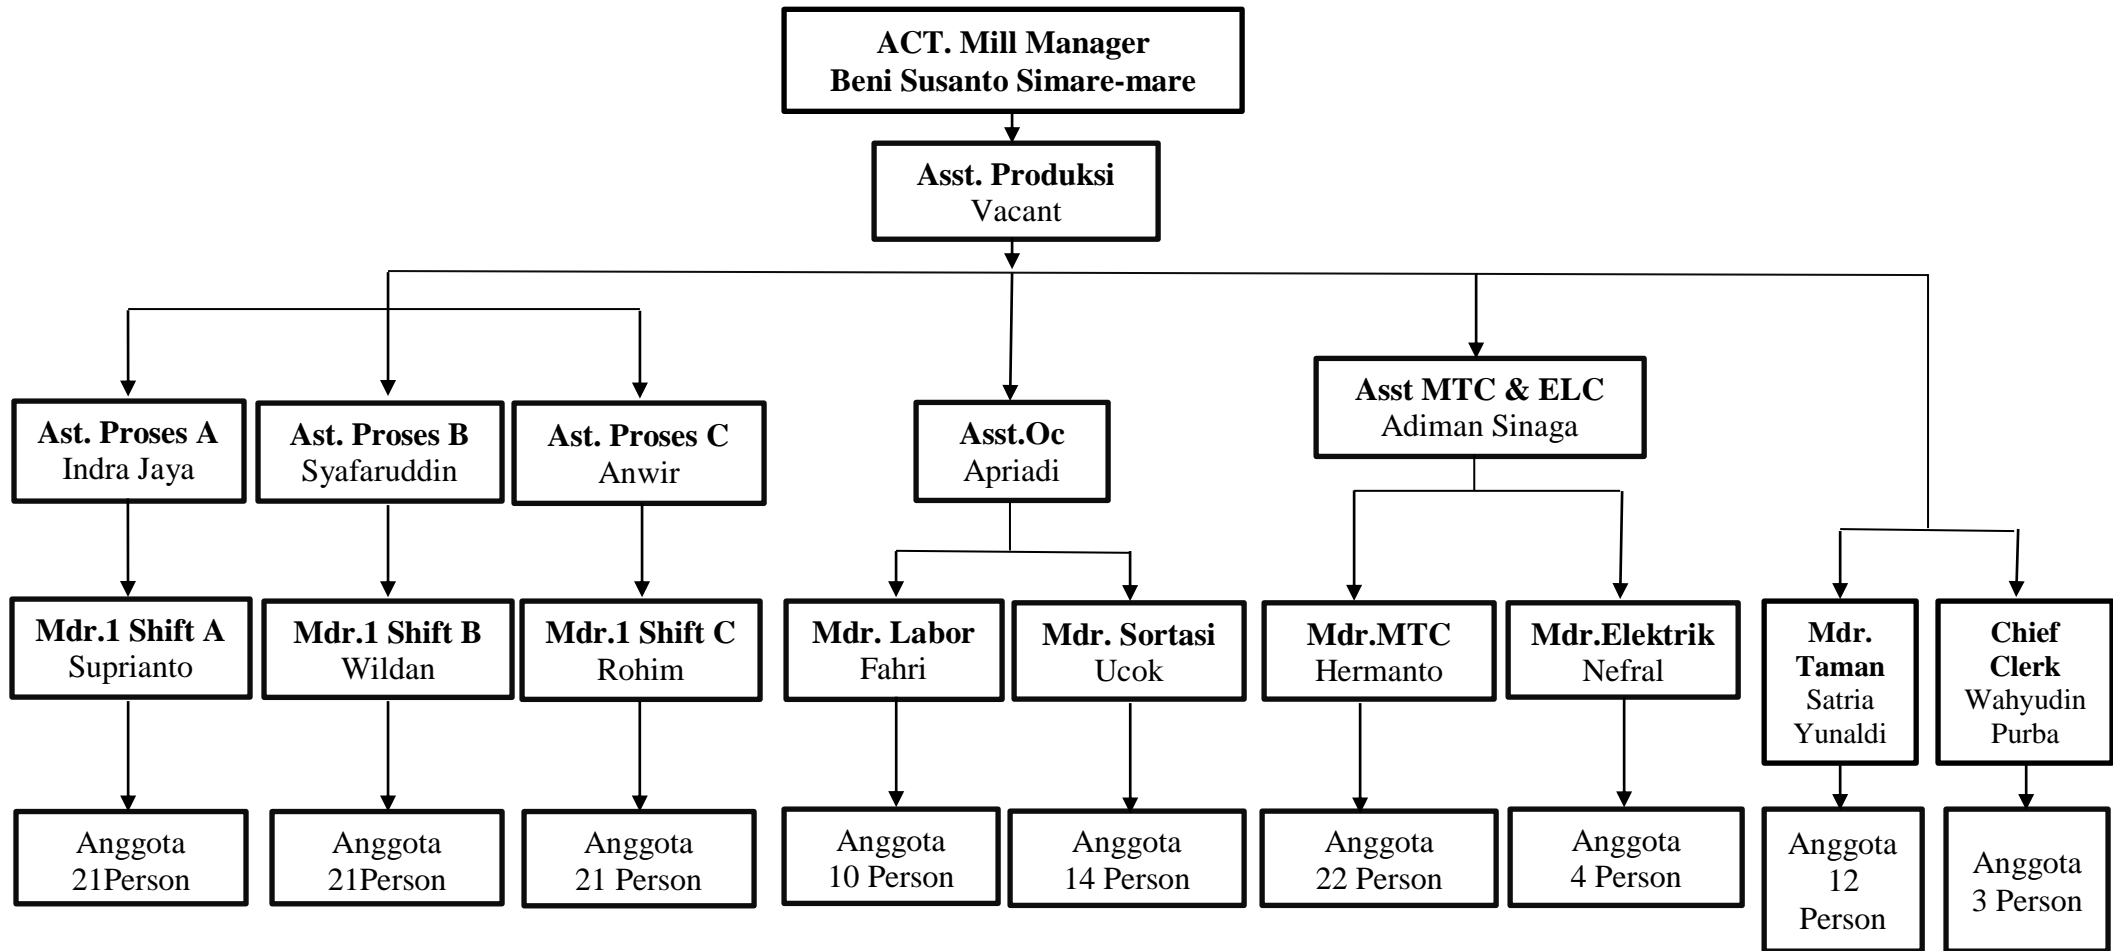 ACT. Mill Manager
Beni Susanto Simare-mare
Asst. Produksi
Vacant
Asst MTC & ELC
Adiman Sinaga
Ast. Proses A
Indra Jaya
Ast. Proses B
Syafaruddin
Ast. Proses C
Anwir
Asst.Oc
Apriadi
Mdr.1 Shift A
Suprianto
Mdr.1 Shift B
Wildan
Mdr.1 Shift C
Rohim
Mdr. Labor
Fahri
Mdr. Sortasi
Ucok
Mdr.MTC
Hermanto
Mdr.Elektrik
Nefral
Mdr.
Taman
Satria
Yunaldi
Chief
Clerk
Wahyudin
Purba
Anggota
21Person
Anggota
21Person
Anggota
21 Person
Anggota
10 Person
Anggota
14 Person
Anggota
22 Person
Anggota
4 Person
Anggota
12
Person
Anggota
3 Person